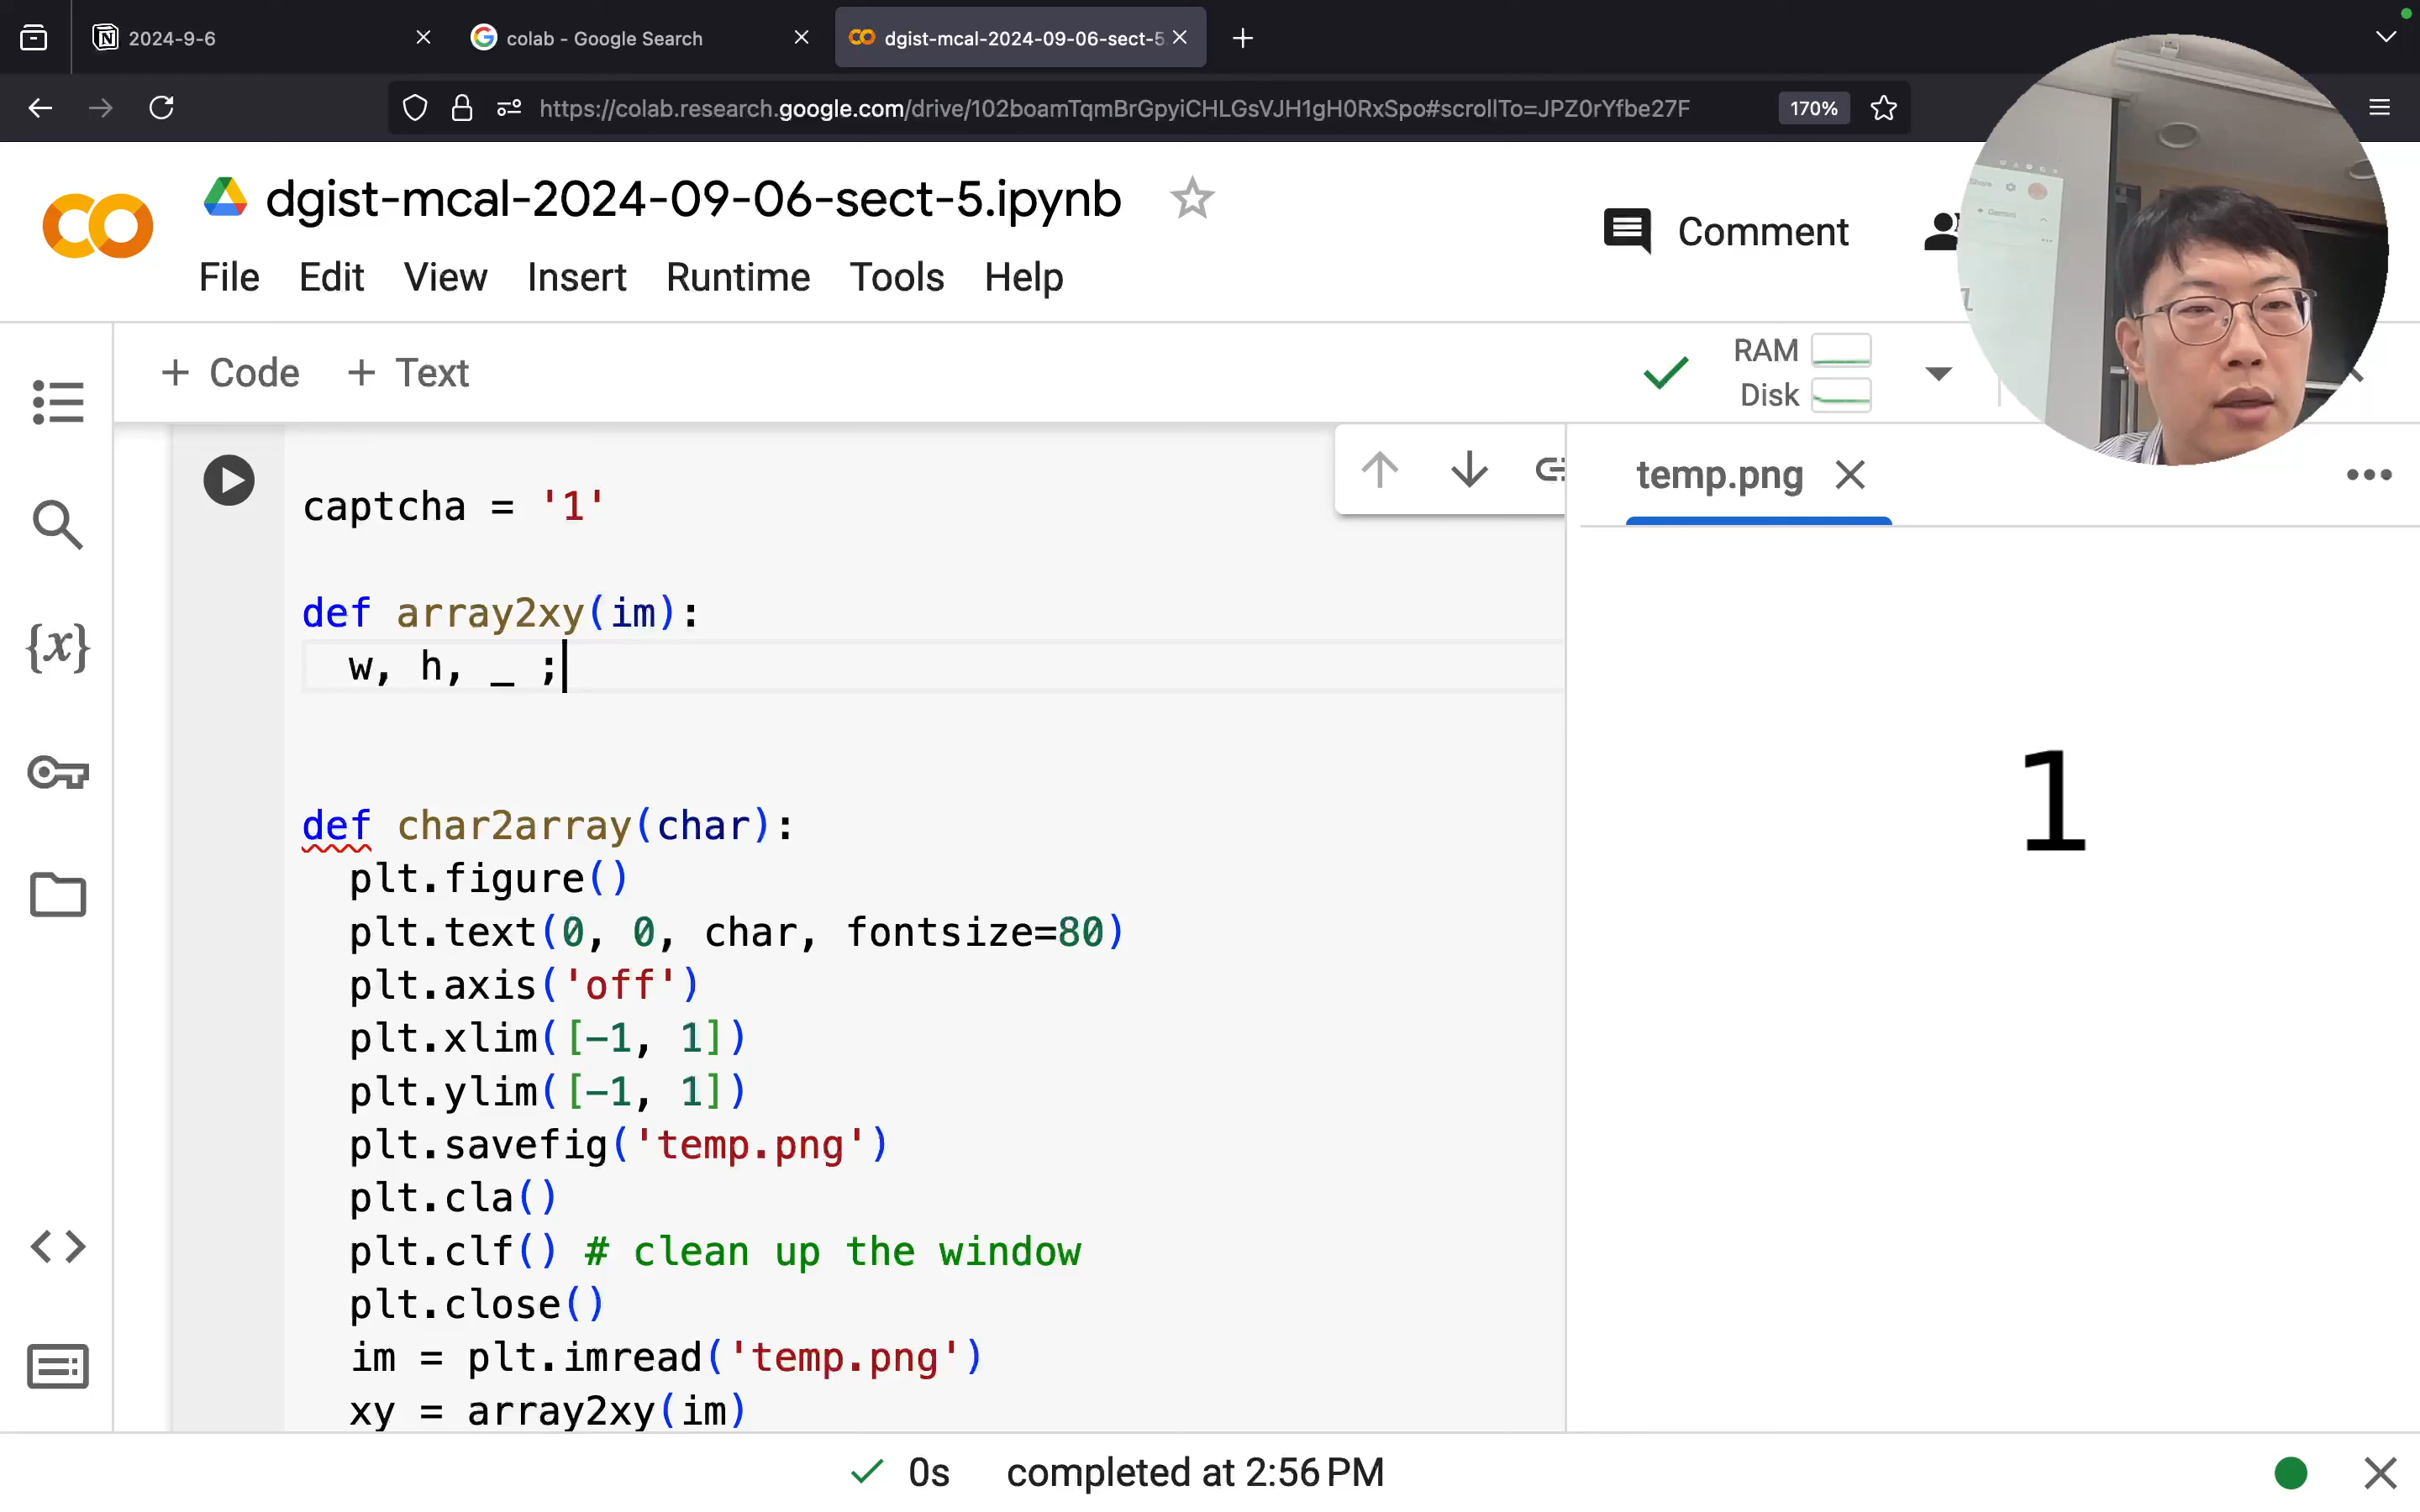 2024-9-6
colab - Google Search
dgist-mcal-2024-09-06-sect-5
https://colab.research.google.com/drive/102boamTqmBrGpyiCHLGsVJH1gH0RxSpo#scrollTo=JPZ0rYfbe27F
170%
dgist-mcal-2024-09-06-sect-5.ipynb
Comment
File Edit View Insert Runtime Tools Help
+ Code + Text
RAM
Disk
temp.png
captcha = '1'
def array2xy(im):
w, h, _ ;
1
def char2array(char):
plt.figure()
plt.text(0, 0, char, fontsize=80)
plt.axis('off')
plt.xlim([-1, 1])
plt.ylim([-1, 1])
plt.savefig('temp.png')
plt.cla()
plt.clf() # clean up the window
plt.close()
im = plt.imread('temp.png')
xy = array2xy(im)
0s completed at 2:56 PM